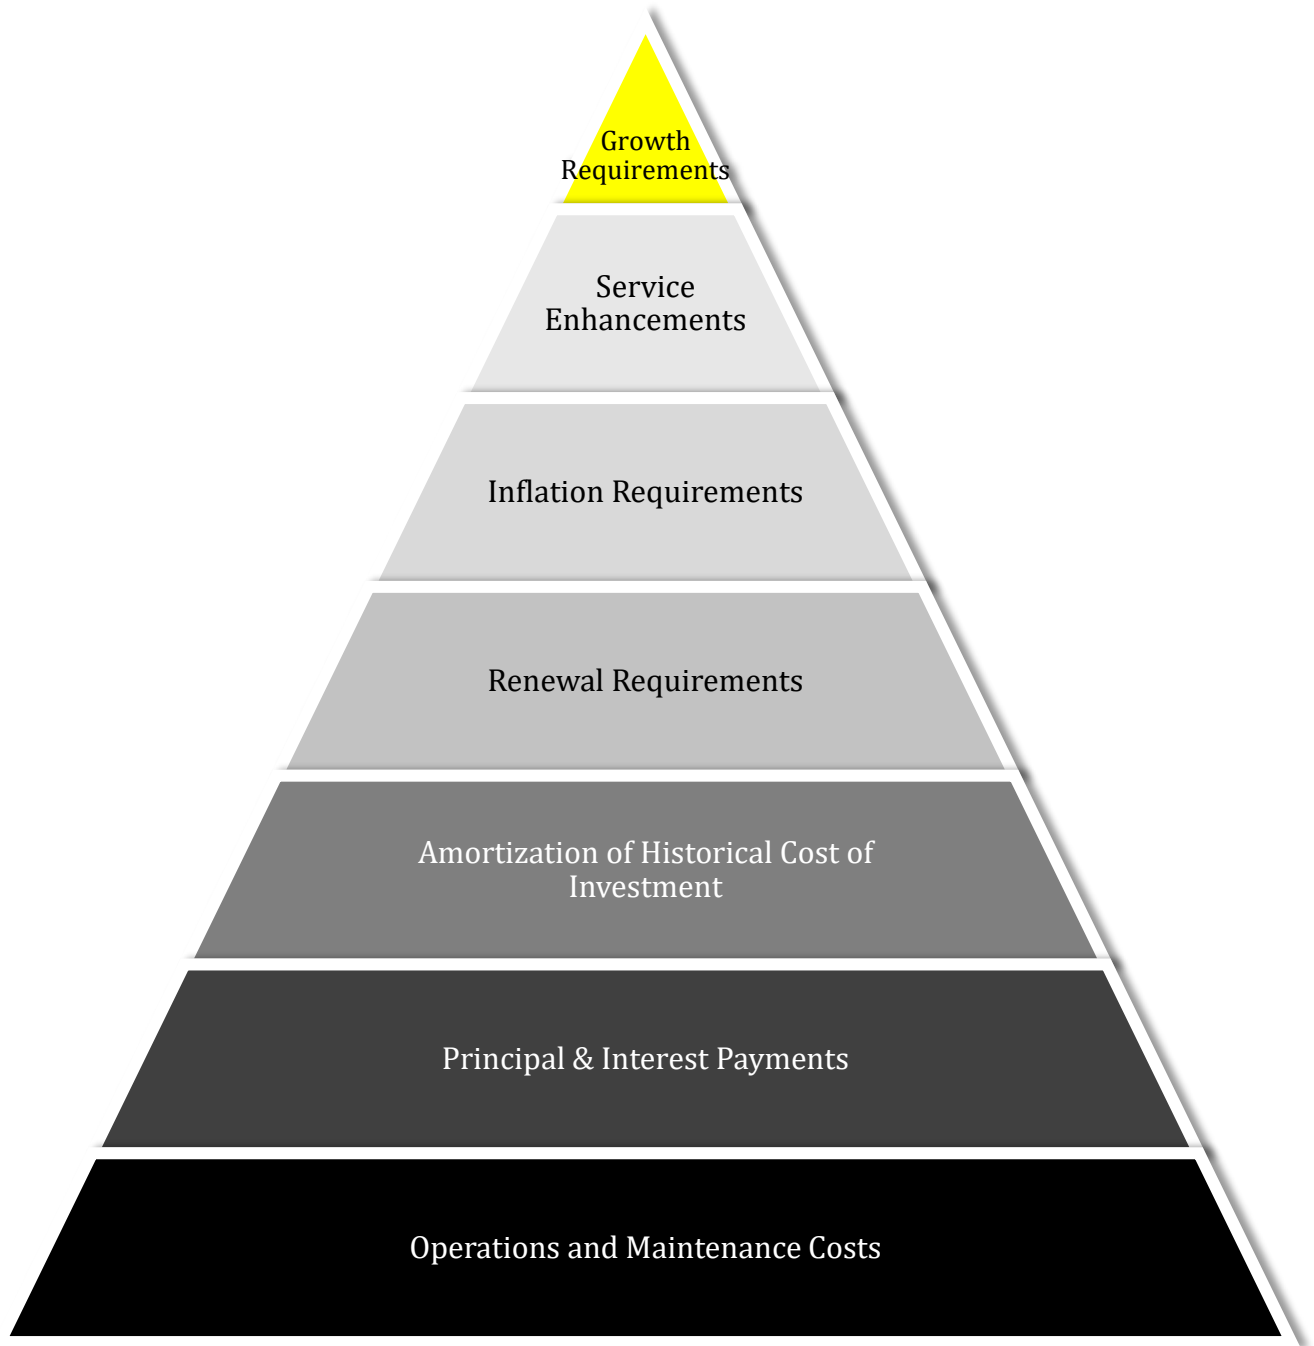 Growth
Requirements
Service
Enhancements
Inflation Requirements
Renewal Requirements
Amortization of Historical Cost of
Investment
Principal & Interest Payments
Operations and Maintenance Costs